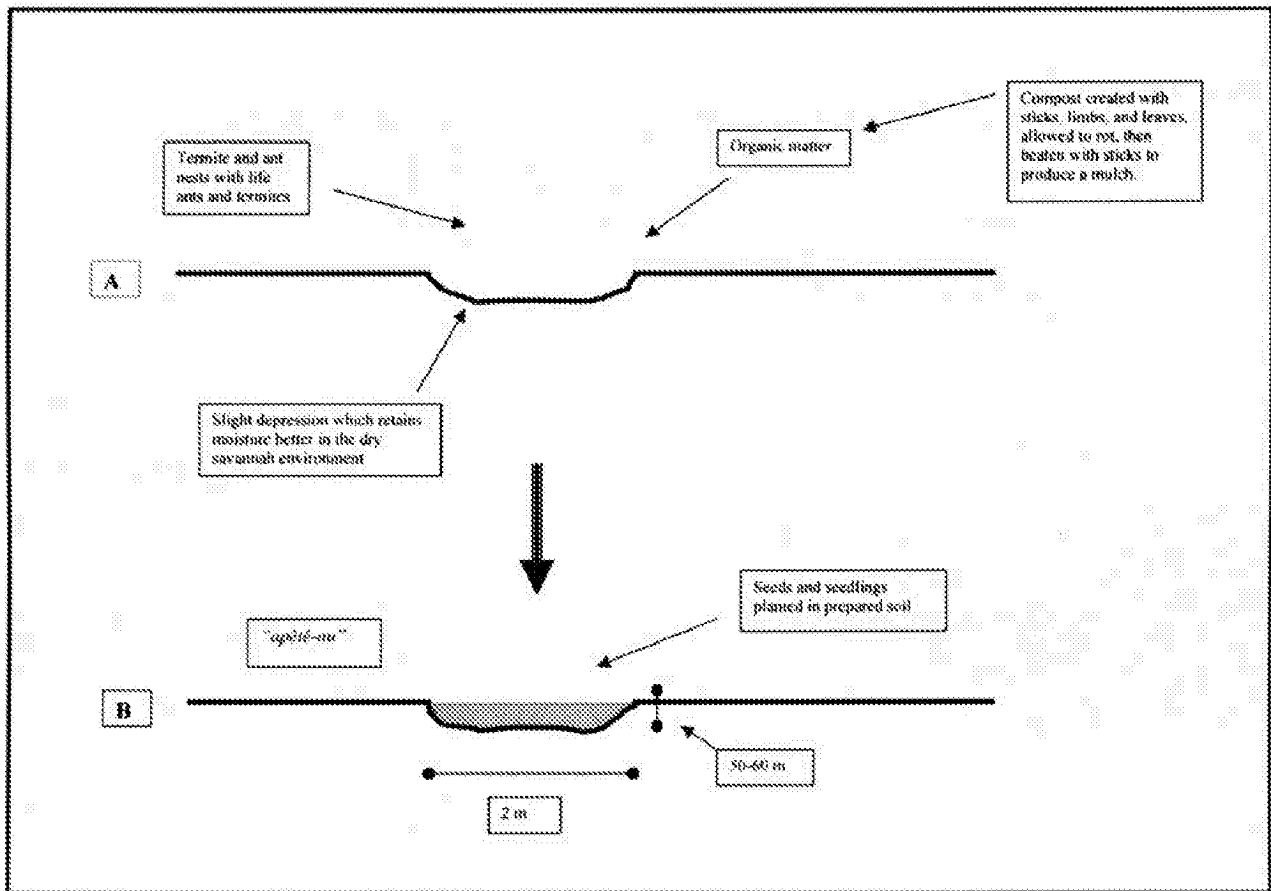 Compost created with
sticks, limbs, and leaves,
allowed to rot, then
beaten with sticks to
produce a mulch.
Organic matter
Termite and ant
nests with life
ants and termites
A
Slight depression which retains
moisture better in the dry
savannah environment
Seeds and seedlings
planted in prepared soil
B
m
2 m